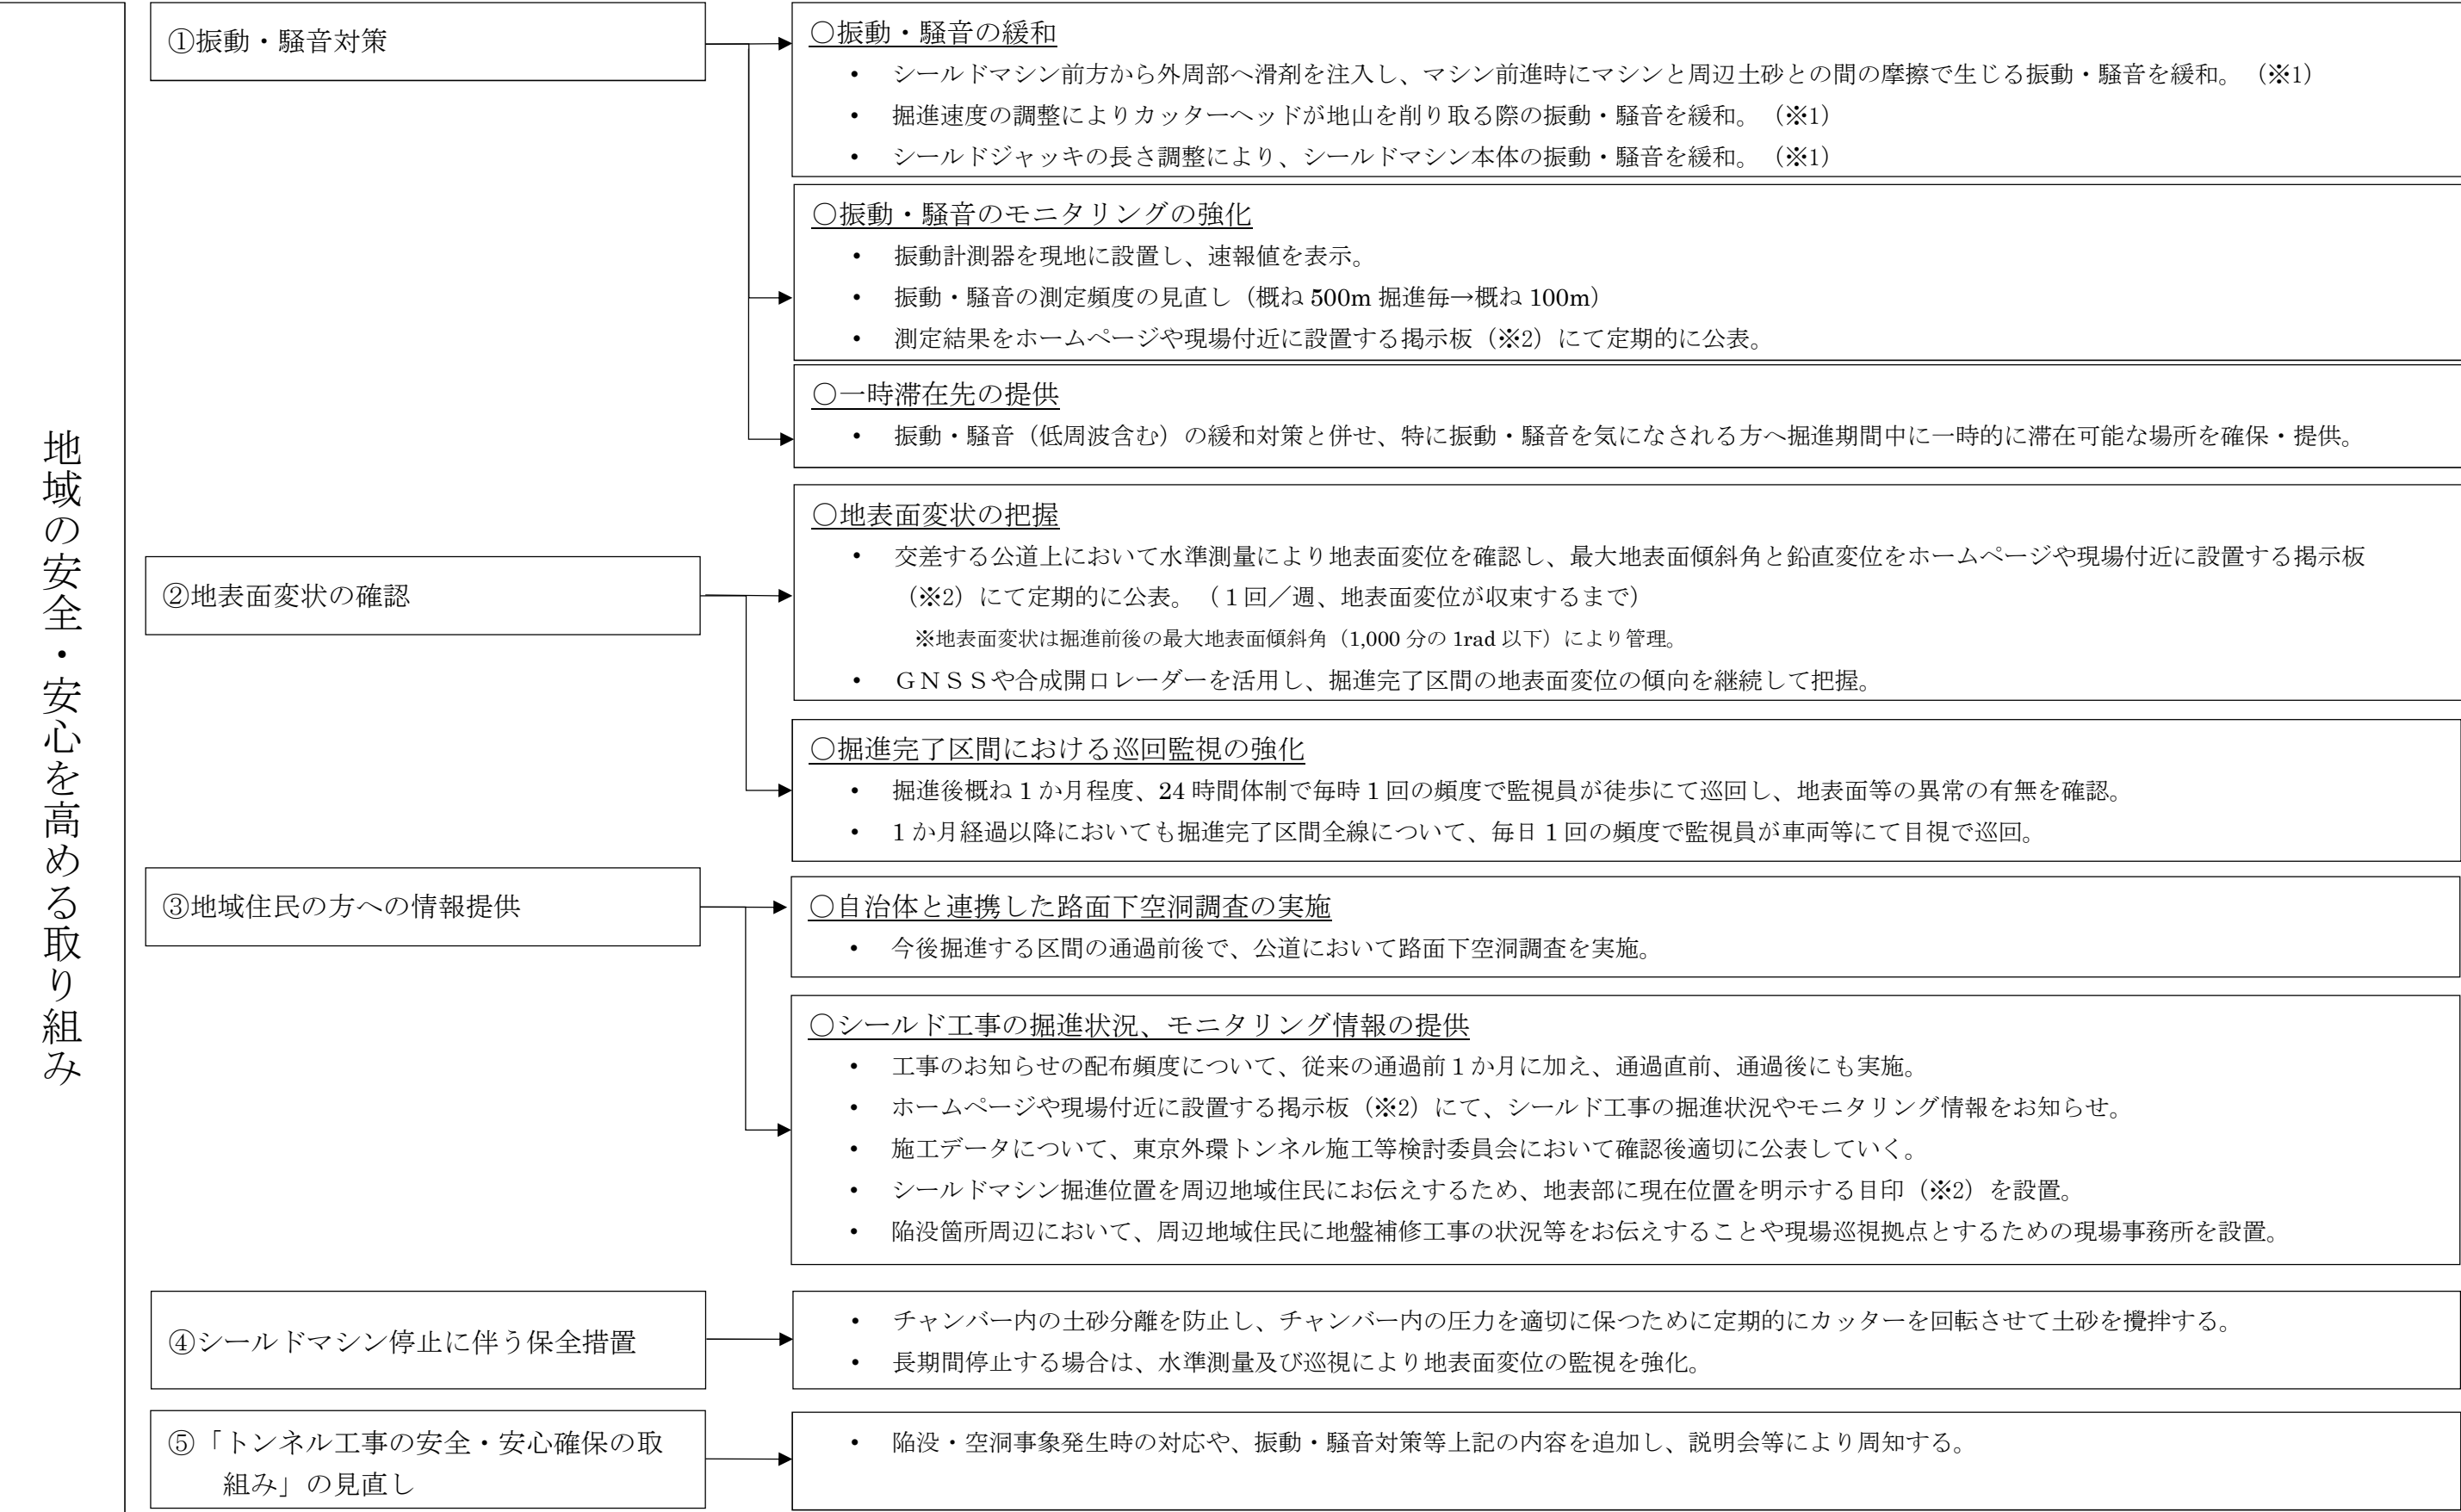 地域の安全・安心を高める取り組み
①振動・騒音対策
○振動・騒音の緩和
・ シールドマシン前方から外周部へ滑剤を注入し、マシン前進時にマシンと周辺土砂との間の摩擦で生じる振動・騒音を緩和。（※1）
・ 掘進速度の調整によりカッターヘッドが地山を削り取る際の振動・騒音を緩和。（※1）
・ シールドジャッキの長さ調整により、シールドマシン本体の振動・騒音を緩和。（※1）
○振動・騒音のモニタリングの強化
・ 振動計測器を現地に設置し、速報値を表示。
・ 振動・騒音の測定頻度の見直し（概ね 500m 掘進毎→概ね 100m）
・ 測定結果をホームページや現場付近に設置する掲示板（※2）にて定期的に公表。
○一時滞在先の提供
・ 振動・騒音（低周波含む）の緩和対策と併せ、特に振動・騒音を気になされる方へ掘進期間中に一時的に滞在可能な場所を確保・提供。
②地表面変状の確認
○地表面変状の把握
・ 交差する公道上において水準測量により地表面変位を確認し、最大地表面傾斜角と鉛直変位をホームページや現場付近に設置する掲示板
（※2）にて定期的に公表。（１回／週、地表面変位が収束するまで）
※地表面変状は掘進前後の最大地表面傾斜角（1,000 分の 1rad 以下）により管理。
・ ＧＮＳＳや合成開口レーダーを活用し、掘進完了区間の地表面変位の傾向を継続して把握。
○掘進完了区間における巡回監視の強化
・ 掘進後概ね 1 か月程度、24 時間体制で毎時 1 回の頻度で監視員が徒歩にて巡回し、地表面等の異常の有無を確認。
・ 1 か月経過以降においても掘進完了区間全線について、毎日 1 回の頻度で監視員が車両等にて目視で巡回。
③地域住民の方への情報提供
○自治体と連携した路面下空洞調査の実施
・ 今後掘進する区間の通過前後で、公道において路面下空洞調査を実施。
○シールド工事の掘進状況、モニタリング情報の提供
・ 工事のお知らせの配布頻度について、従来の通過前 1 か月に加え、通過直前、通過後にも実施。
・ ホームページや現場付近に設置する掲示板（※2）にて、シールド工事の掘進状況やモニタリング情報をお知らせ。
・ 施工データについて、東京外環トンネル施工等検討委員会において確認後適切に公表していく。
・ シールドマシン掘進位置を周辺地域住民にお伝えするため、地表部に現在位置を明示する目印（※2）を設置。
・ 陥没箇所周辺において、周辺地域住民に地盤補修工事の状況等をお伝えすることや現場巡視拠点とするための現場事務所を設置。
④シールドマシン停止に伴う保全措置
・ チャンバー内の土砂分離を防止し、チャンバー内の圧力を適切に保つために定期的にカッターを回転させて土砂を攪拌する。
・ 長期間停止する場合は、水準測量及び巡視により地表面変位の監視を強化。
⑤「トンネル工事の安全・安心確保の取
組み」の見直し
・ 陥没・空洞事象発生時の対応や、振動・騒音対策等上記の内容を追加し、説明会等により周知する。